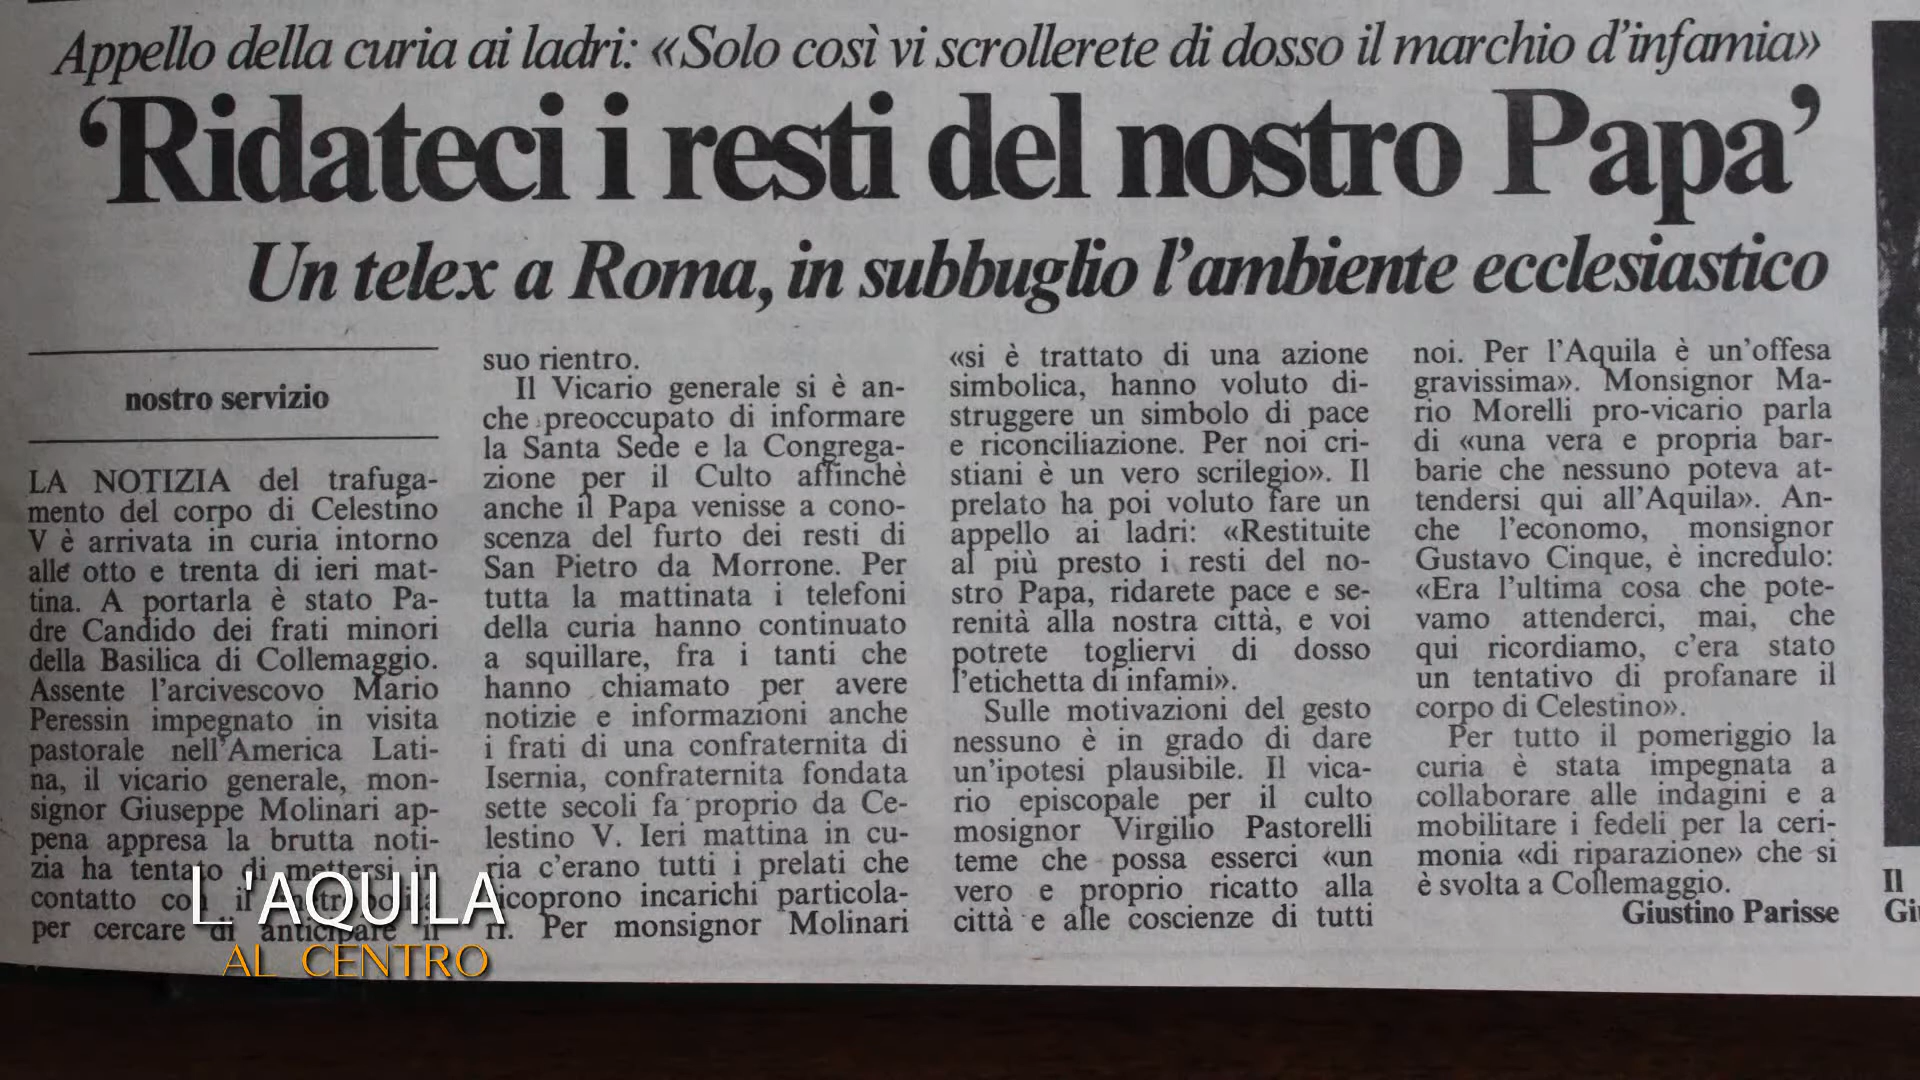 Appello della curia ai ladri: «Solo così vi scrollerete di dosso il marchio d'infamia»
'Ridateci i resti del nostro Papa'
Un telex a Roma, in subbuglio l'ambiente ecclesiastico
nostro servizio
LA NOTIZIA del trafuga-
mento del corpo di Celestino
V è arrivata in curia intorno
alle otto e trenta di ieri mat-
tina. A portarla è stato Pa-
dre Candido dei frati minori
della Basilica di Collemaggio.
Assente l'arcivescovo Mario
Peressin impegnato in visita
pastorale nell'America Lati-
na, il vicario generale, mon-
signor Giuseppe Molinari ap-
pena appresa la brutta noti-
zia ha tentato di mettersi in
contatto con il
per cercare di anticipare il
suo rientro.
Il Vicario generale si è an-
che preoccupato di informare
la Santa Sede e la Congrega-
zione per il Culto affinchè
anche il Papa venisse a cono-
scenza del furto dei resti di
San Pietro da Morrone. Per
tutta la mattinata i telefoni
della curia hanno continuato
a squillare, fra i tanti che
hanno chiamato per avere
notizie e informazioni anche
i frati di una confraternita di
Isernia, confraternita fondata
sette secoli fa proprio da Ce-
lestino V. Ieri mattina in cu-
ria c'erano tutti i prelati che
ricoprono incarichi particola-
ri. Per monsignor Molinari
«si è trattato di una azione
simbolica, hanno voluto di-
struggere un simbolo di pace
e riconciliazione. Per noi cri-
stiani è un vero scrilegio». Il
prelato ha poi voluto fare un
appello ai ladri: «Restituite
al più presto i resti del no-
stro Papa, ridarete pace e se-
renità alla nostra città, e voi
potrete togliervi di dosso
l'etichetta di infami».
Sulle motivazioni del gesto
nessuno è in grado di dare
un'ipotesi plausibile. Il vica-
rio episcopale per il culto
mosignor Virgilio Pastorelli
teme che possa esserci «un
vero e proprio ricatto alla
città e alle coscienze di tutti
noi. Per l'Aquila è un'offesa
gravissima». Monsignor Ma-
rio Morelli pro-vicario parla
di «una vera e propria bar-
barie che nessuno poteva at-
tendersi qui all'Aquila». An-
che l'economo, monsignor
Gustavo Cinque, è incredulo:
«Era l'ultima cosa che pote-
vamo attenderci, mai, che
qui ricordiamo, c'era stato
un tentativo di profanare il
corpo di Celestino».
Per tutto il pomeriggio la
curia è stata impegnata a
collaborare alle indagini e a
mobilitare i fedeli per la ceri-
monia «di riparazione» che si
è svolta a Collemaggio.
Giustino Parisse
Il
L'AQUILA
AL CENTRO